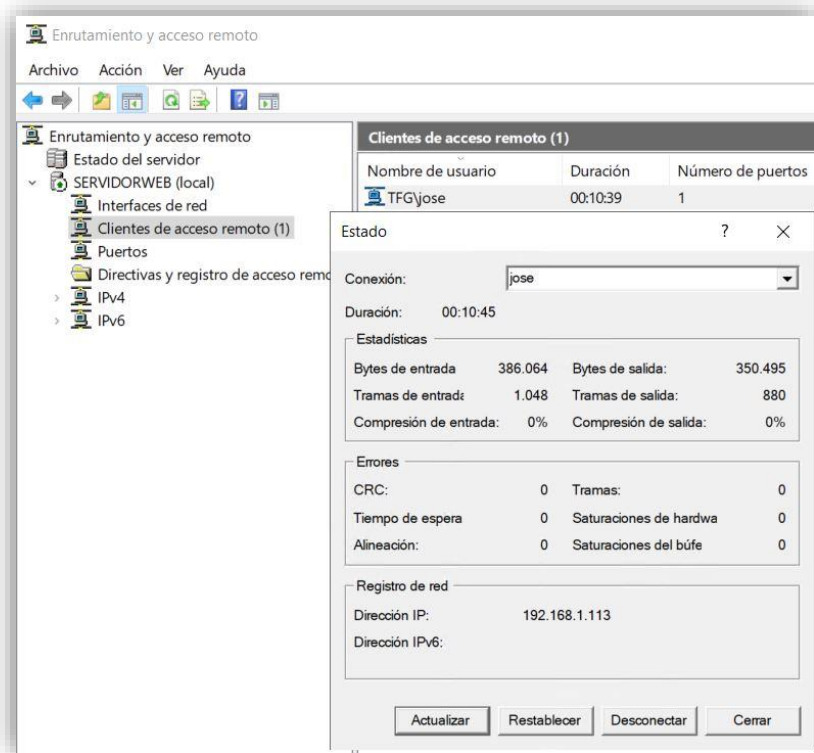 Enrutamiento y acceso remoto
Archivo Acción Ver Ayuda
Enrutamiento y acceso remoto
Estado del servidor
SERVIDORWEB (local)
Interfaces de red
Clientes de acceso remoto (1)
Puertos
Directivas y registro de acceso remo
IPv4
IPv6
Clientes de acceso remoto (1)
Nombre de usuario Duración Número de puertos
TFG\jose 00:10:39 1
Estado ?
Conexión: jose
Duración: 00:10:45
Estadísticas
Bytes de entrada 386.064 Bytes de salida: 350.495
Tramas de entrada 1.048 Tramas de salida: 880
Compresión de entrada: 0% Compresión de salida: 0%
Errores
CRC: 0 Tramas: 0
Tiempo de espera 0 Saturaciones de hardwa 0
Alineación: 0 Saturaciones del búfe 0
Registro de red
Dirección IP: 192.168.1.113
Dirección IPv6:
Actualizar Restablecer Desconectar Cerrar